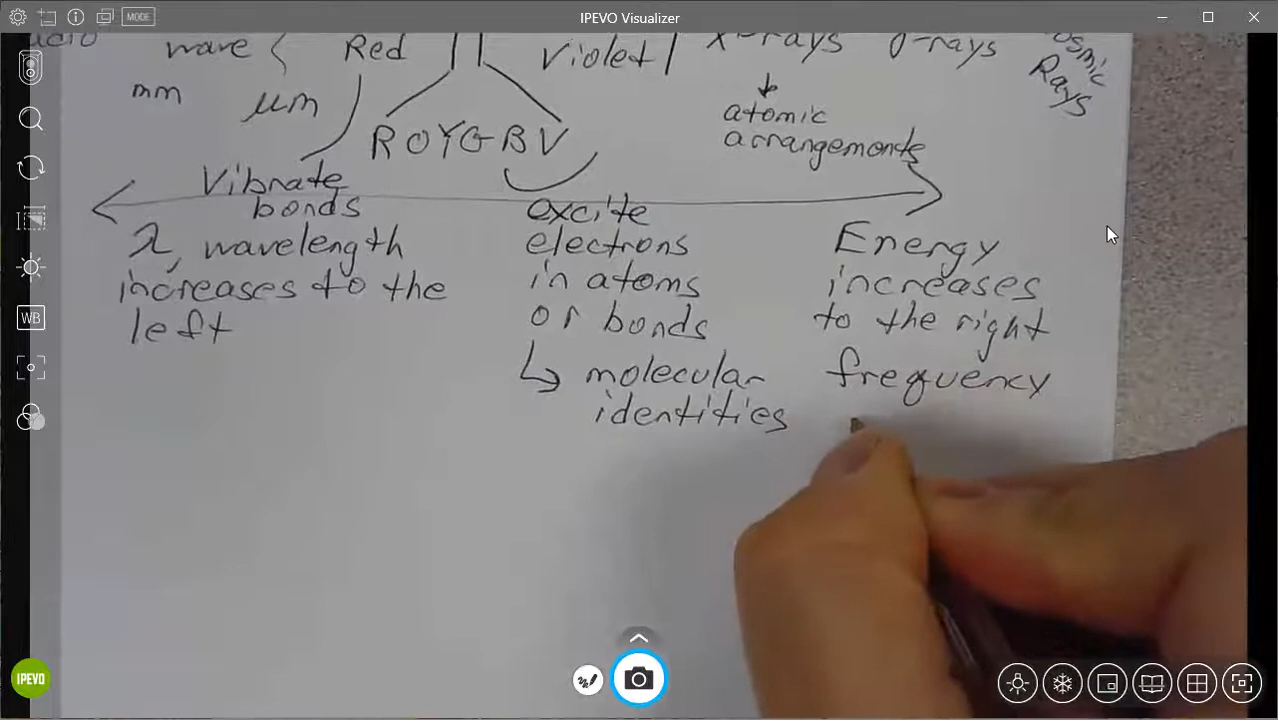 IPEVO Visualizer
MODE
wave { Red | | Violet | x-rays γ-rays
mm μm
Rays
ROYGBV
atomic
arrangements
Vibrate
bonds
λ, wavelength
increases to the
left
excite
electrons
in atoms
or bonds
↳ molecular
identities
Energy
increases
to the right
frequency
WB
IPEVO